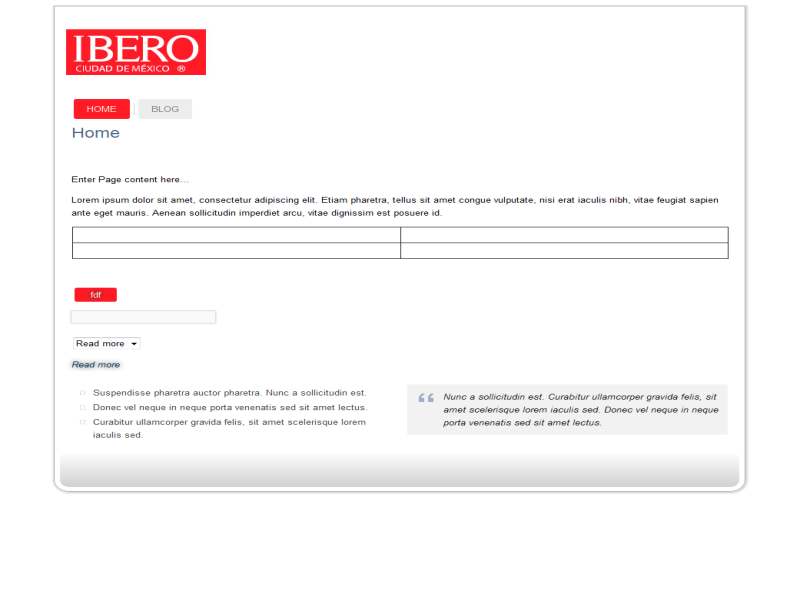 IBERO
CIUDAD DE MÉXICO ®
HOME
BLOG
Home
Enter Page content here...
Lorem ipsum dolor sit amet, consectetur adipiscing elit. Etiam pharetra, tellus sit amet congue vulputate, nisi erat iaculis nibh, vitae feugiat sapien
ante eget mauris. Aenean sollicitudin imperdiet arcu, vitae dignissim est posuere id.
fdf
Read more
Read more
Suspendisse pharetra auctor pharetra. Nunc a sollicitudin est.
Donec vel neque in neque porta venenatis sed sit amet lectus.
Curabitur ullamcorper gravida felis, sit amet scelerisque lorem
iaculis sed.
“ Nunc a sollicitudin est. Curabitur ullamcorper gravida felis, sit
amet scelerisque lorem iaculis sed. Donec vel neque in neque
porta venenatis sed sit amet lectus.